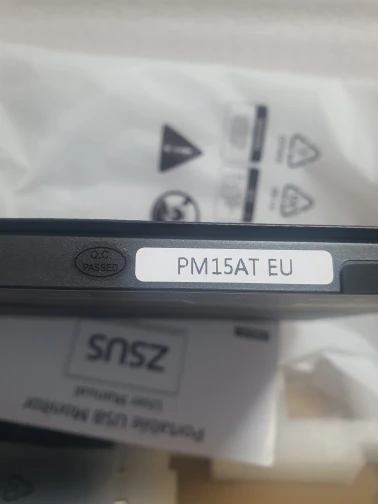 Q.C
PASSED
PM15AT EU
ZSUS
User Manual
Portable USB Monitor